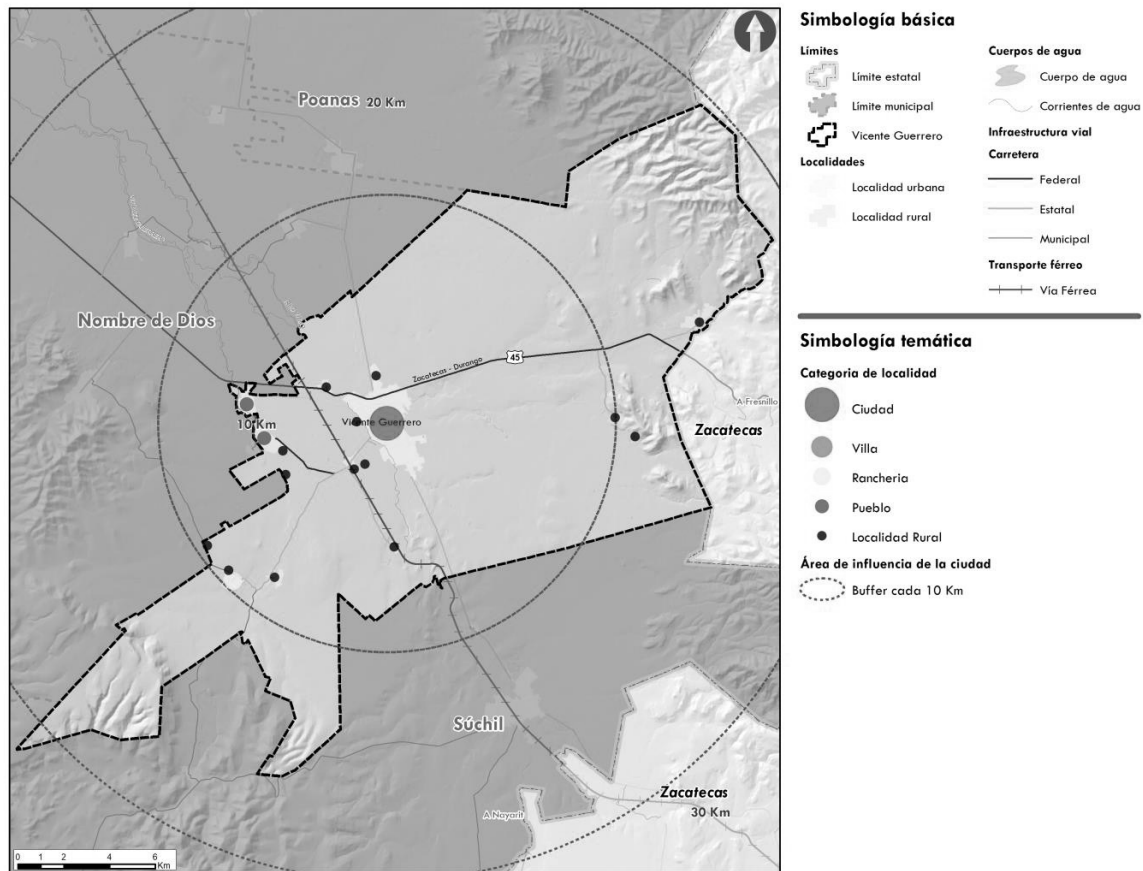 Poanas 20 Km
Nombre de Dios
45
Zacatecas - Durango
10 Km
Vicente Guerrero
A Fresnillo
Zacatecas
Súchil
Zacatecas
30 Km
A Nayarit
0 1 2 4 6
Km
Simbología básica
Límites
Límite estatal
Límite municipal
Vicente Guerrero
Localidades
Localidad urbana
Localidad rural
Cuerpos de agua
Cuerpo de agua
Corrientes de agua
Infraestructura vial
Carretera
Federal
Estatal
Municipal
Transporte férreo
Vía Férrea
Simbología temática
Categoria de localidad
Ciudad
Villa
Rancheria
Pueblo
Localidad Rural
Área de influencia de la ciudad
Buffer cada 10 Km